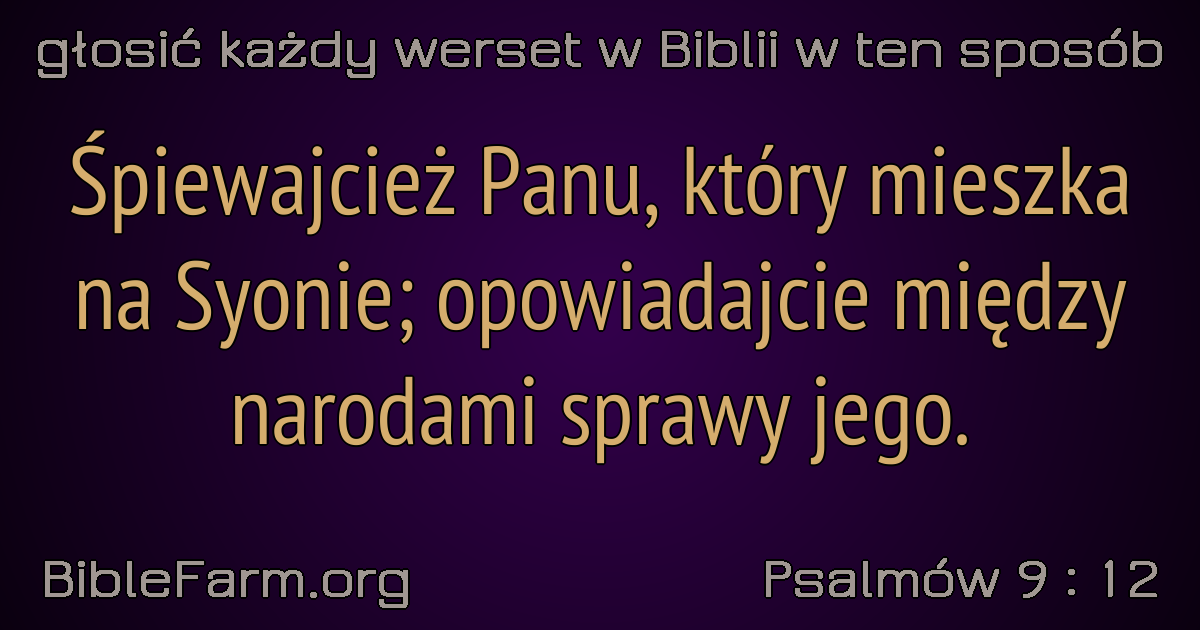 głosić każdy werset w Biblii w ten sposób
Śpiewajcież Panu, który mieszka
na Syonie; opowiadajcie między
narodami sprawy jego.
BibleFarm.org
Psalmów 9 : 12